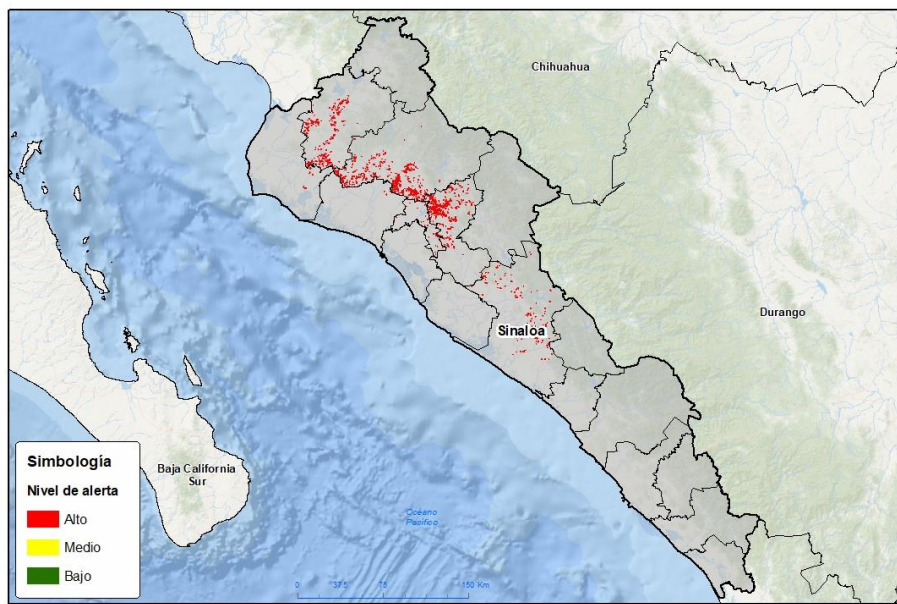 Chihuahua
Durango
Sinaloa
Baja California
Sur
Océano
Pacífico
Simbología
Nivel de alerta
Alto
Medio
Bajo
0 37.5 75 150 Km